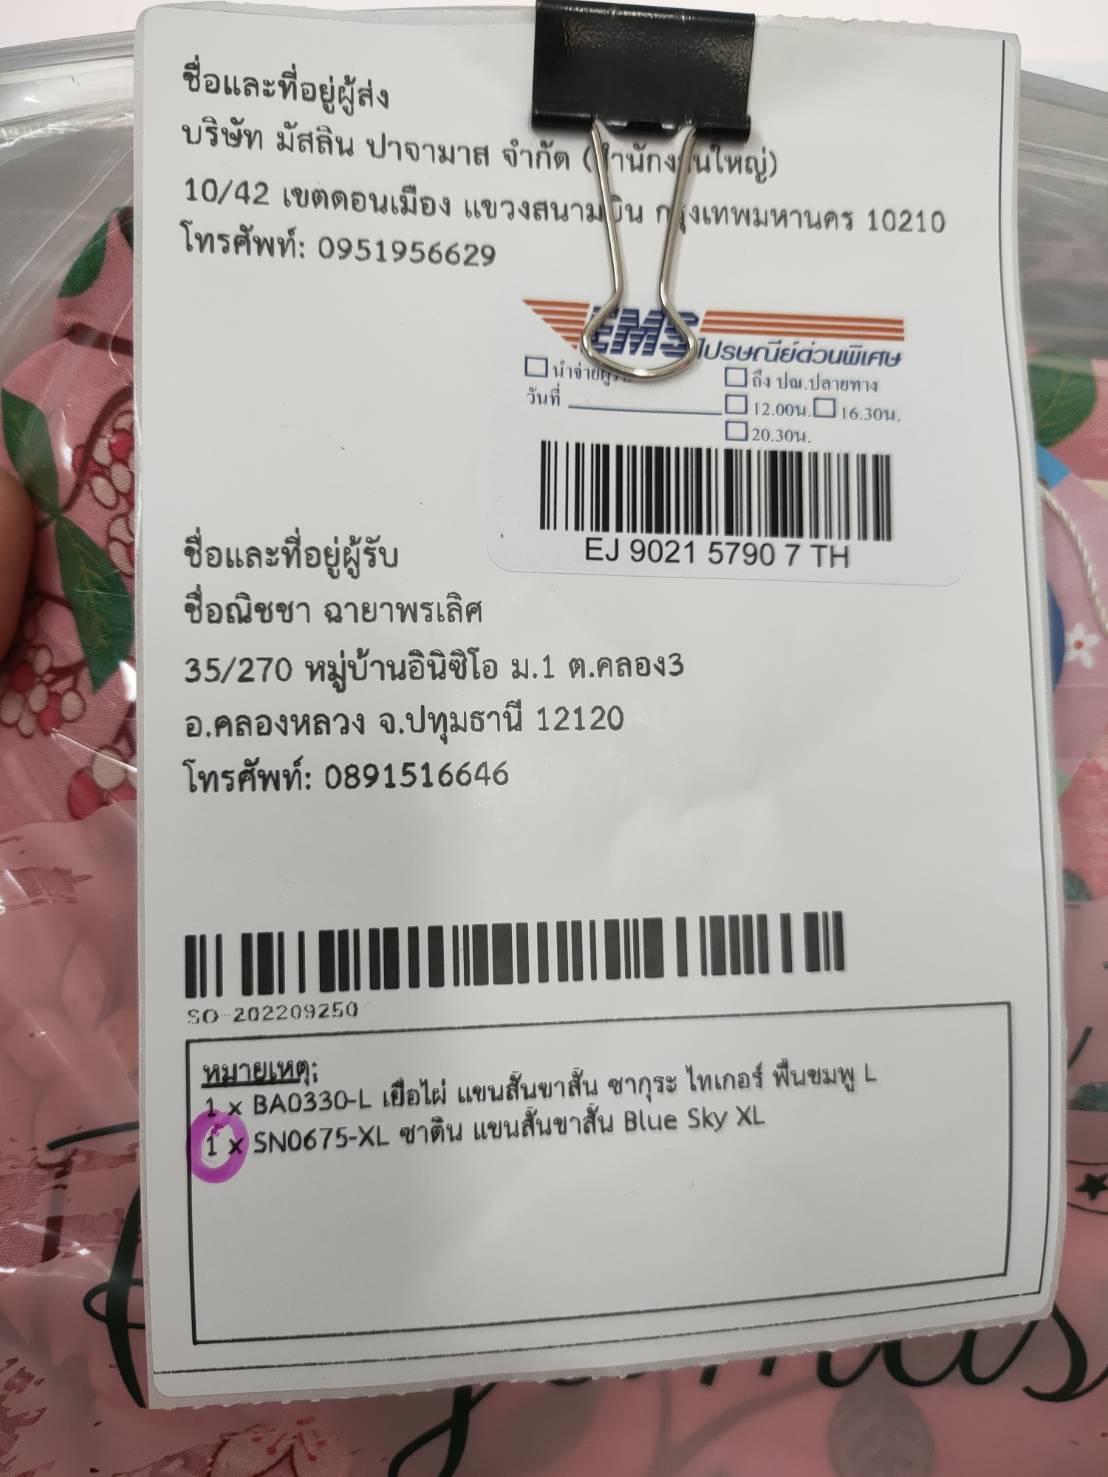 ชื่อและที่อยู่ผู้ส่ง
บริษัท มัสลิน ปาจามาส จำกัด (สำนักงานใหญ่)
10/42 เขตดอนเมือง แขวงสนามบิน กรุงเทพมหานคร 10210
โทรศัพท์: 0951956629
EMS
ไปรษณีย์ด่วนพิเศษ
นำจ่ายผู้รับ ถึง ปณ.ปลายทาง
วันที่ 12.00น. 16.30น.
20.30น.
EJ 9021 5790 7 TH
ชื่อและที่อยู่ผู้รับ
ชื่อณิชชา ฉายาพรเลิศ
35/270 หมู่บ้านอินิซิโอ ม.1 ต.คลอง3
อ.คลองหลวง จ.ปทุมธานี 12120
โทรศัพท์: 0891516646
SO-202209250
หมายเหตุ:
1 x BA0330-L เยื่อไผ่ แขนสั้นขาสั้น ซากุระ ไทเกอร์ พื้นชมพู L
1 x SN0675-XL ซาติน แขนสั้นขาสั้น Blue Sky XL